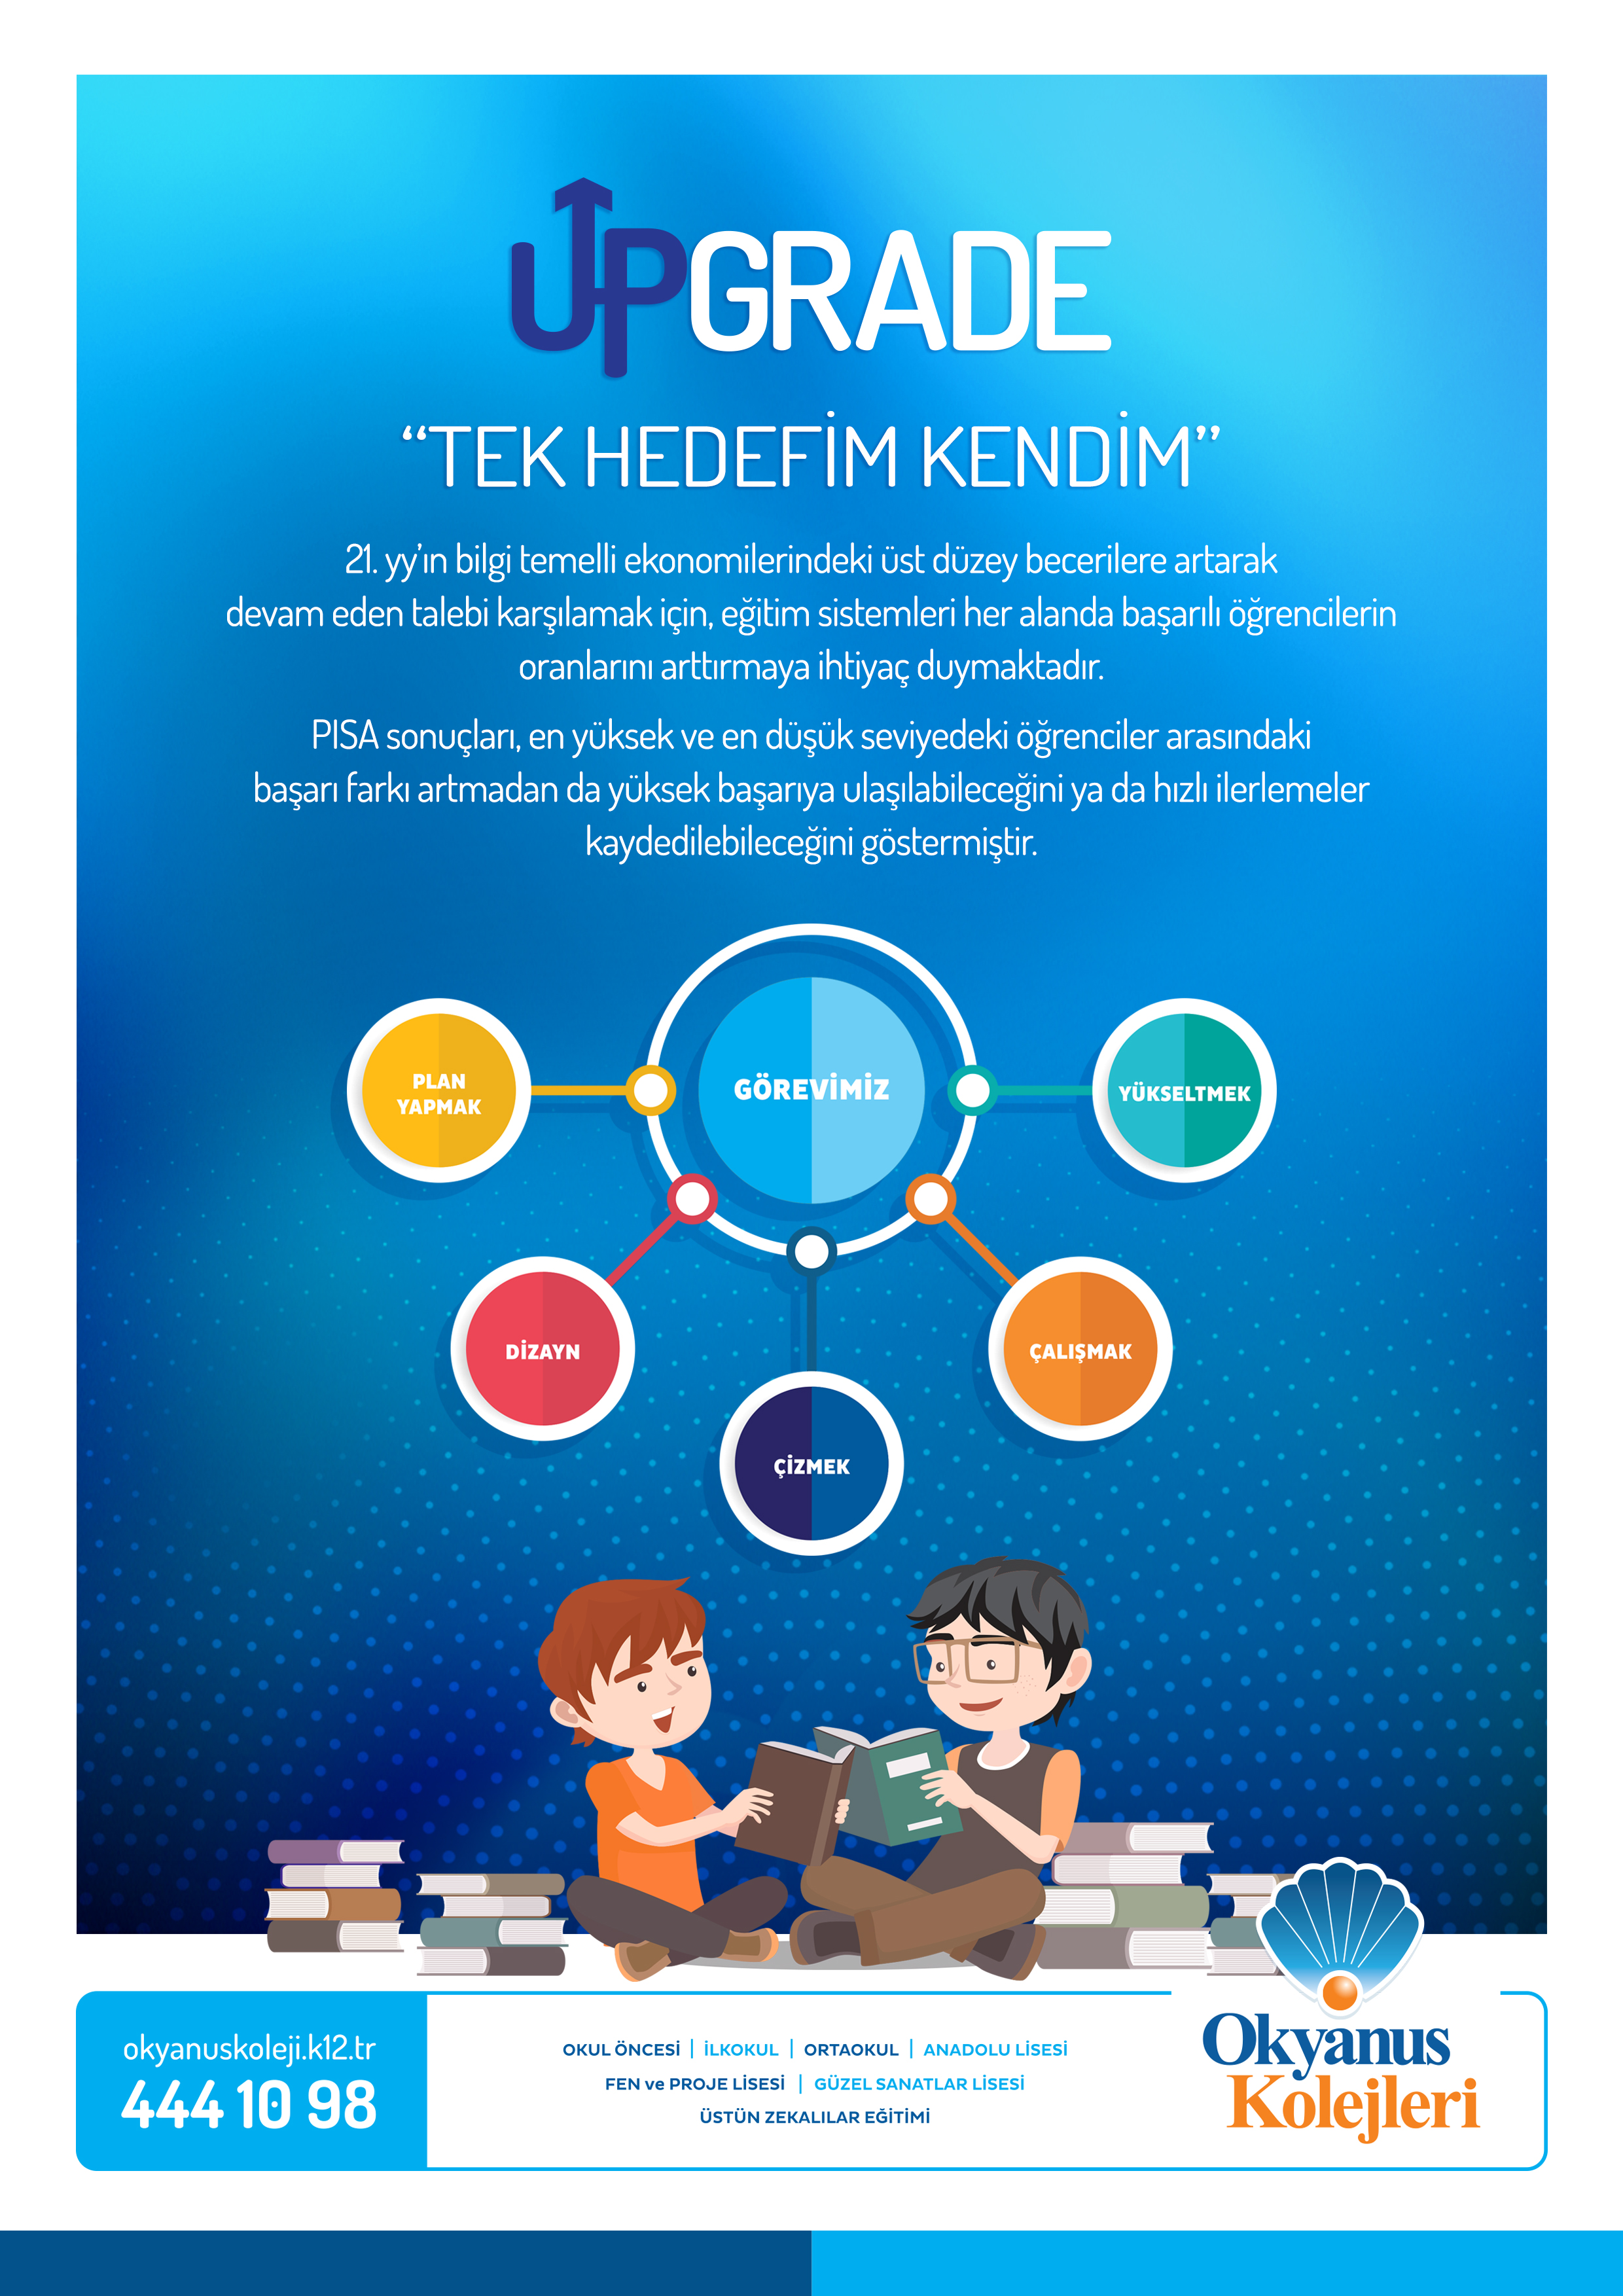 UPGRADE
“TEK HEDEFİM KENDİM”
21. yy'ın bilgi temelli ekonomilerindeki üst düzey becerilere artarak
devam eden talebi karşılamak için, eğitim sistemleri her alanda başarılı öğrencilerin
oranlarını arttırmaya ihtiyaç duymaktadır.
PISA sonuçları, en yüksek ve en düşük seviyedeki öğrenciler arasındaki
başarı farkı artmadan da yüksek başarıya ulaşılabileceğini ya da hızlı ilerlemeler
kaydedilebileceğini göstermiştir.
GÖREVİMİZ
PLAN
YAPMAK
YÜKSELTMEK
DİZAYN
ÇALIŞMAK
ÇİZMEK
okyanuskoleji.k12.tr
444 10 98
OKUL ÖNCESİ | İLKOKUL | ORTAOKUL | ANADOLU LİSESİ
FEN ve PROJE LİSESİ | GÜZEL SANATLAR LİSESİ
ÜSTÜN ZEKALILAR EĞİTİMİ
Okyanus
Kolejleri